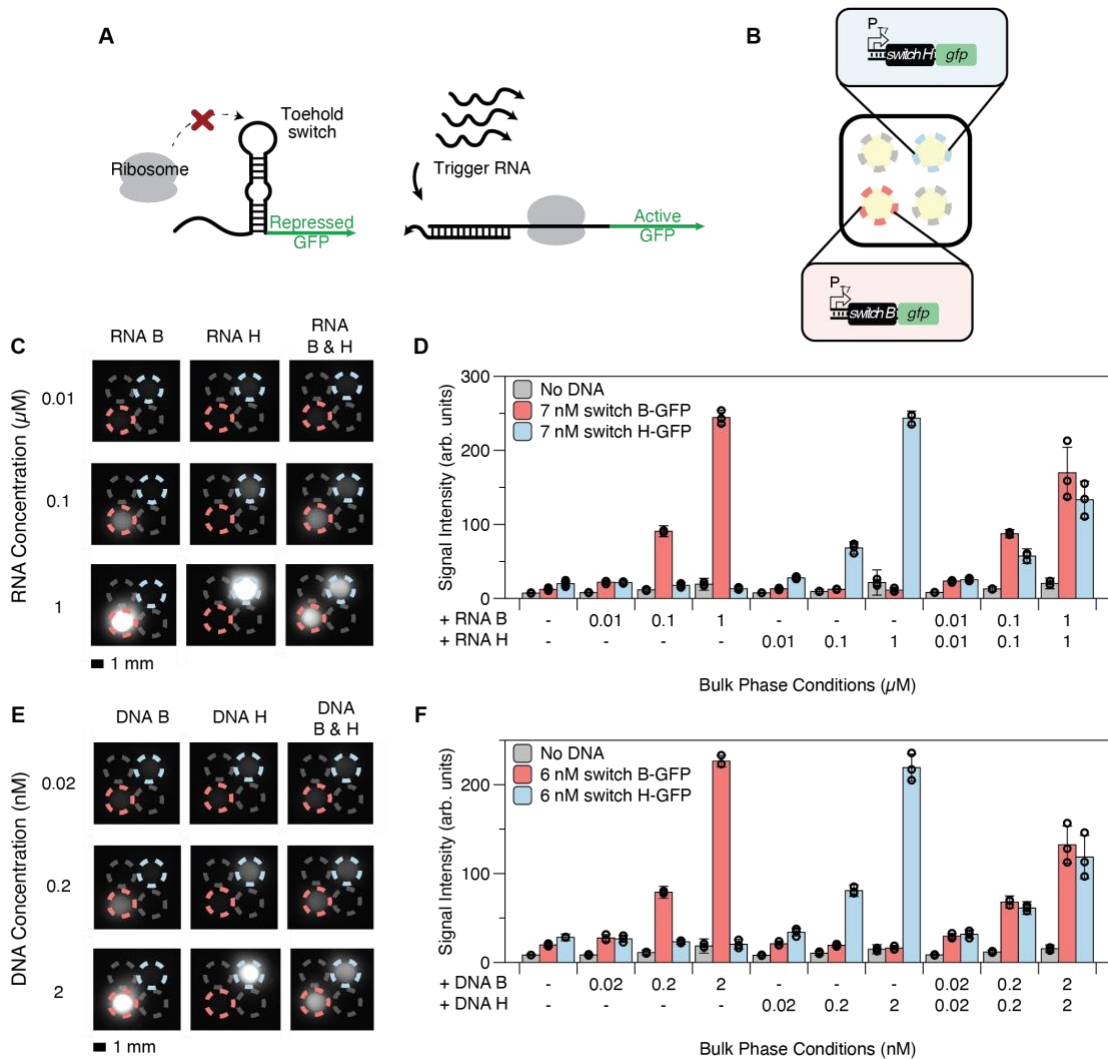 A
Ribosome
Toehold
switch
Repressed
GFP
Trigger RNA
Active
GFP
B
P T7
switch H
gfp
P T7
switch B
gfp
C
RNA B
RNA H
RNA
B & H
RNA Concentration (µM)
0.01
0.1
1
1 mm
D
Signal Intensity (arb. units)
300
200
100
0
No DNA
7 nM switch B-GFP
7 nM switch H-GFP
+ RNA B - 0.01 0.1 1 - - - 0.01 0.1 1
+ RNA H - - - - 0.01 0.1 1 0.01 0.1 1
Bulk Phase Conditions (µM)
E
DNA B
DNA H
DNA
B & H
DNA Concentration (nM)
0.02
0.2
2
1 mm
F
Signal Intensity (arb. units)
200
100
0
No DNA
6 nM switch B-GFP
6 nM switch H-GFP
+ DNA B - 0.02 0.2 2 - - - 0.02 0.2 2
+ DNA H - - - - 0.02 0.2 2 0.02 0.2 2
Bulk Phase Conditions (nM)